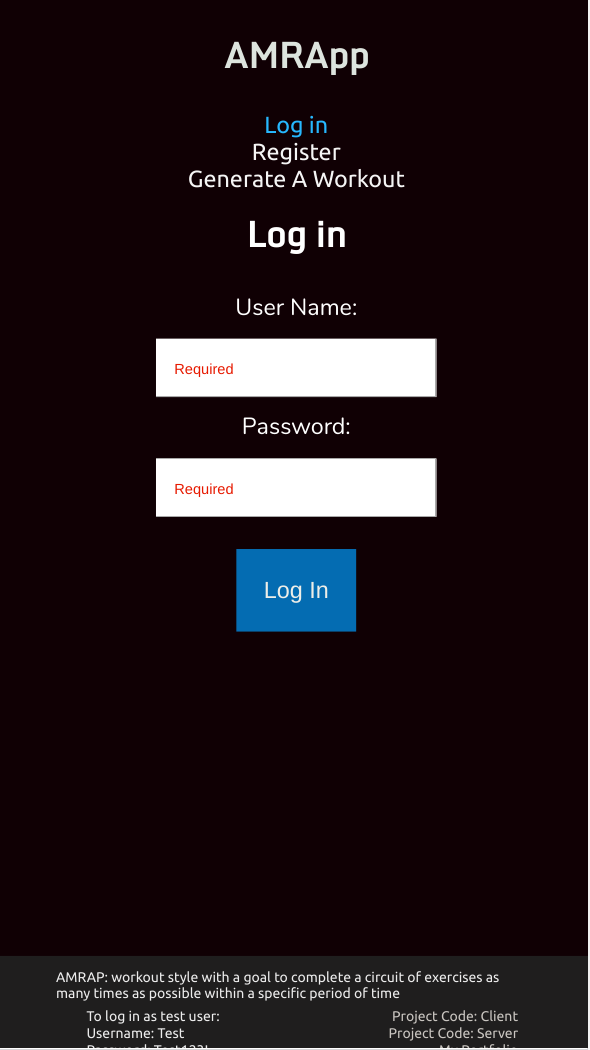 AMRApp
Log in
Register
Generate A Workout
Log in
User Name:
Required
Password:
Required
Log In
AMRAP: workout style with a goal to complete a circuit of exercises as
many times as possible within a specific period of time
To log in as test user:
Username: Test
Project Code: Client
Project Code: Server
My Portfolio